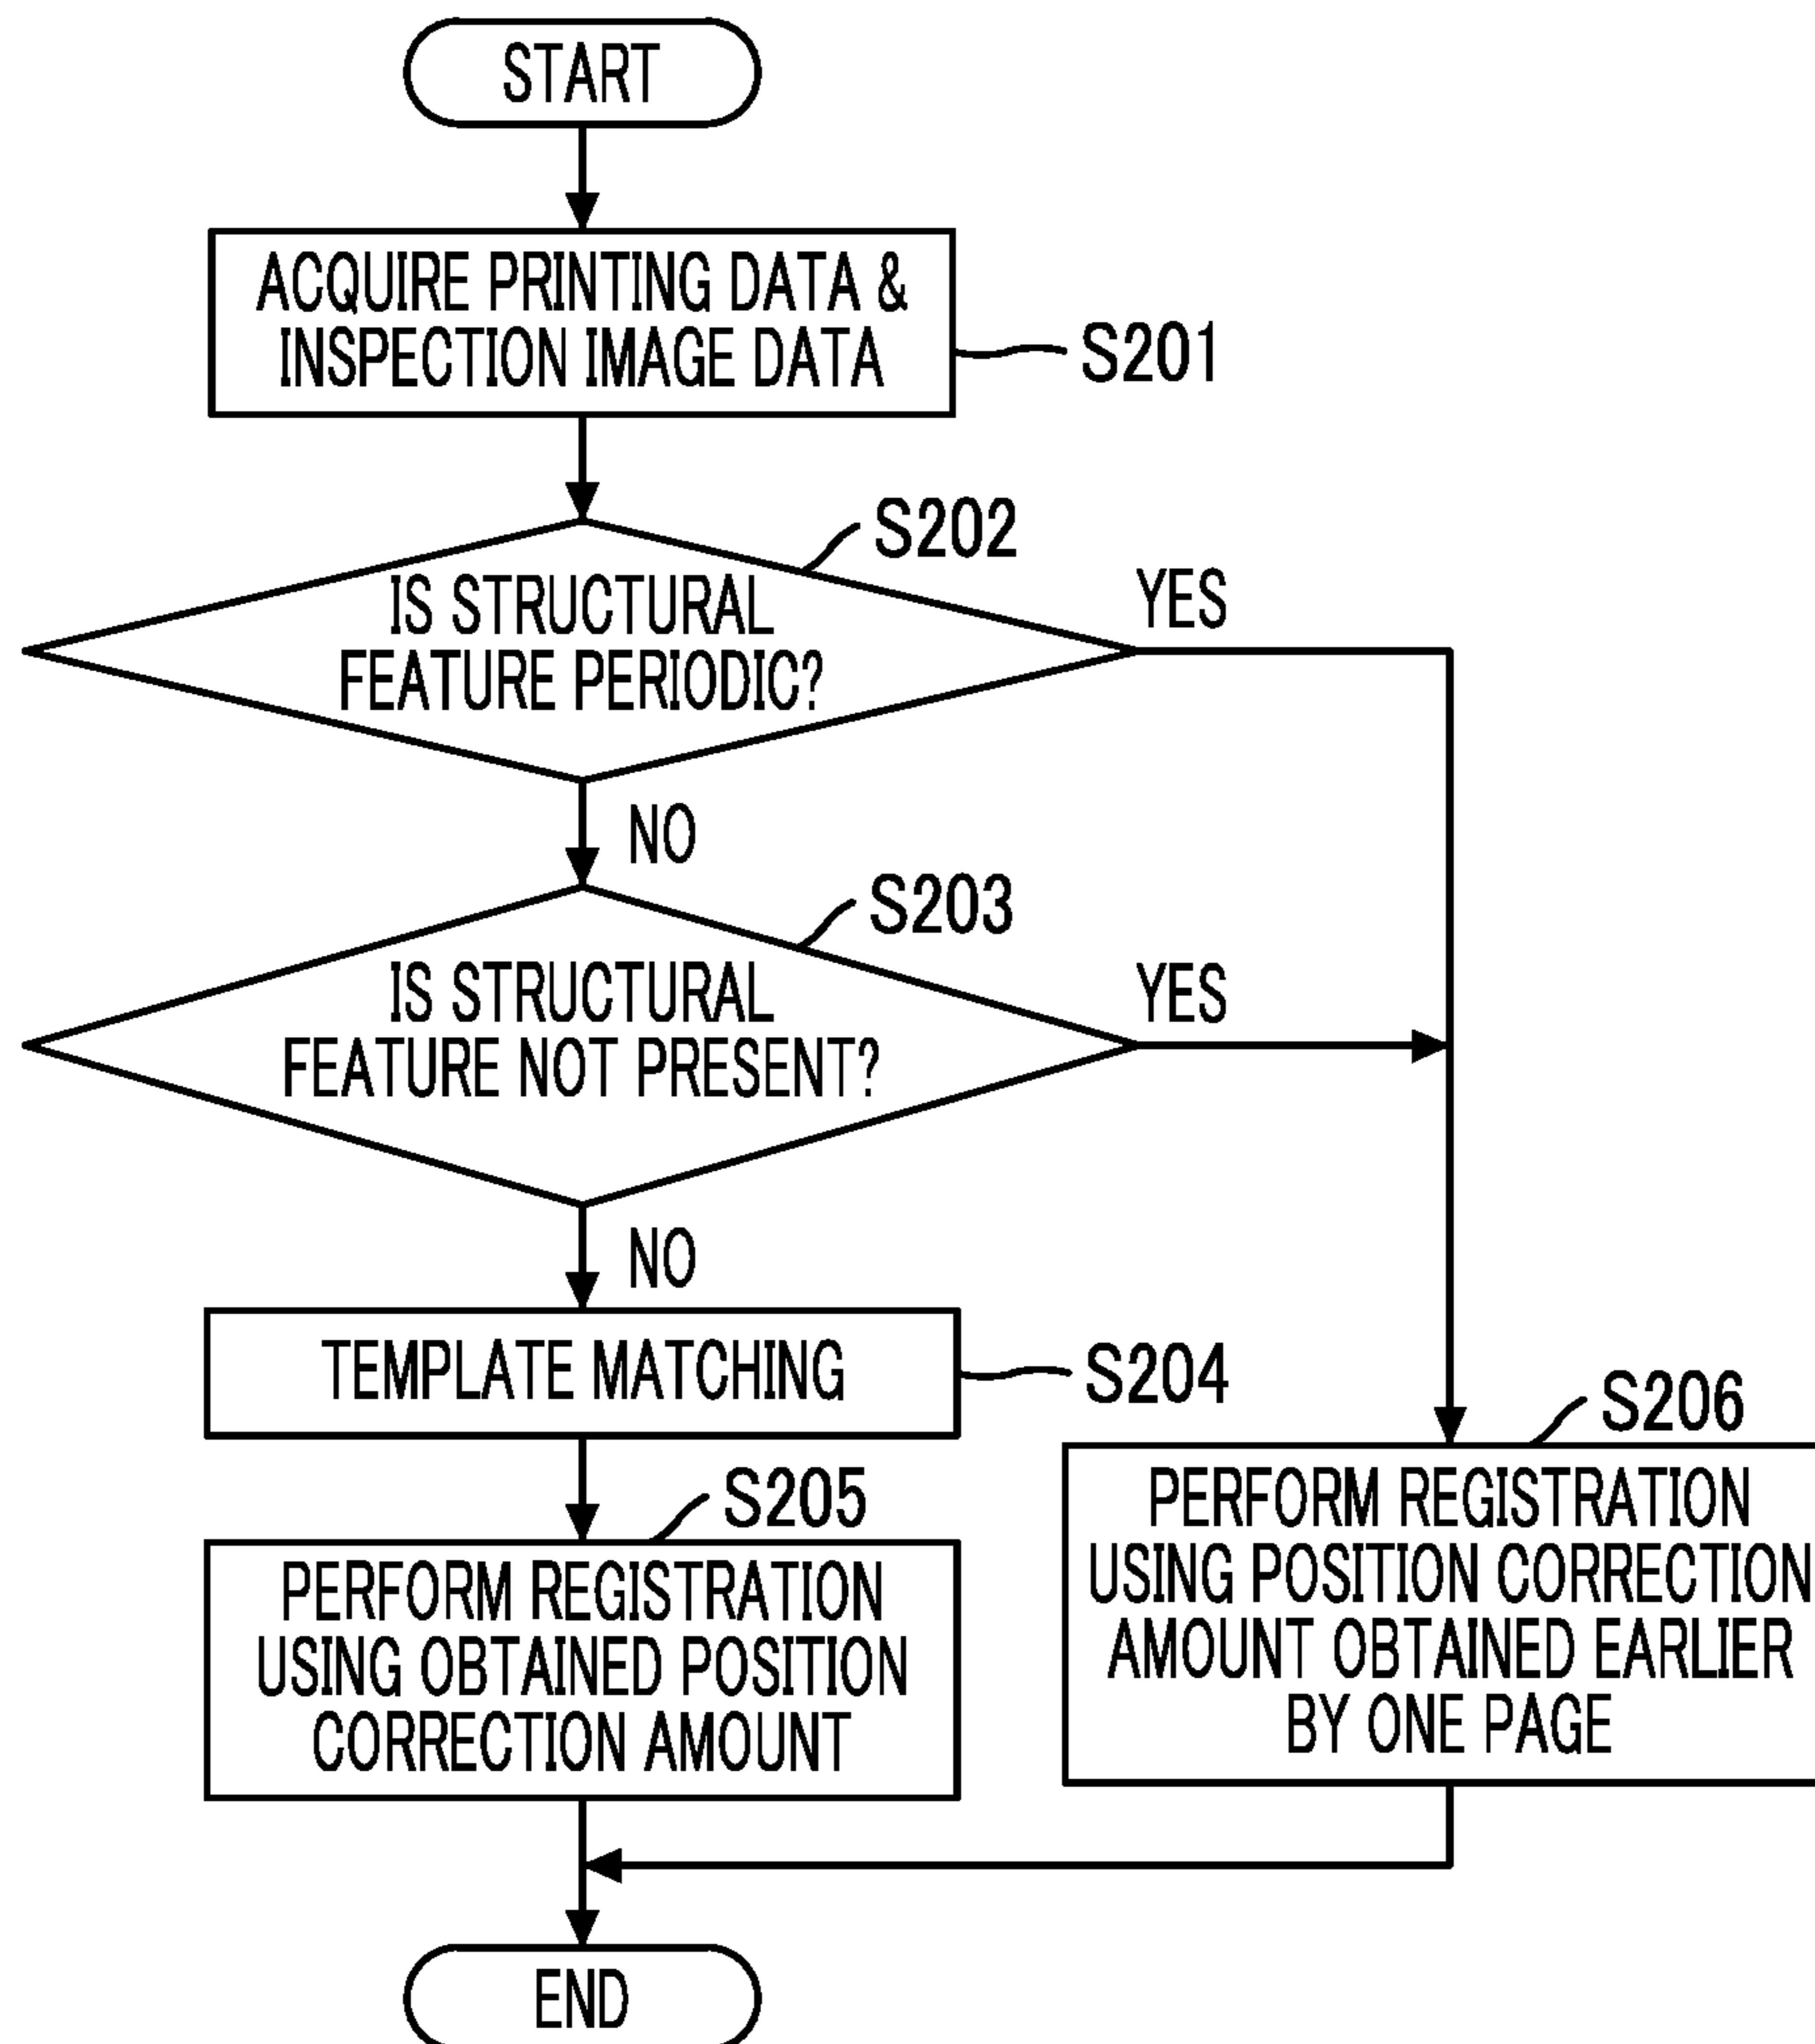 START
ACQUIRE PRINTING DATA &
INSPECTION IMAGE DATA
S201
S202
IS STRUCTURAL
FEATURE PERIODIC?
YES
NO
S203
IS STRUCTURAL
FEATURE NOT PRESENT?
YES
NO
TEMPLATE MATCHING
S204
S205
PERFORM REGISTRATION
USING OBTAINED POSITION
CORRECTION AMOUNT
S206
PERFORM REGISTRATION
USING POSITION CORRECTION
AMOUNT OBTAINED EARLIER
BY ONE PAGE
END